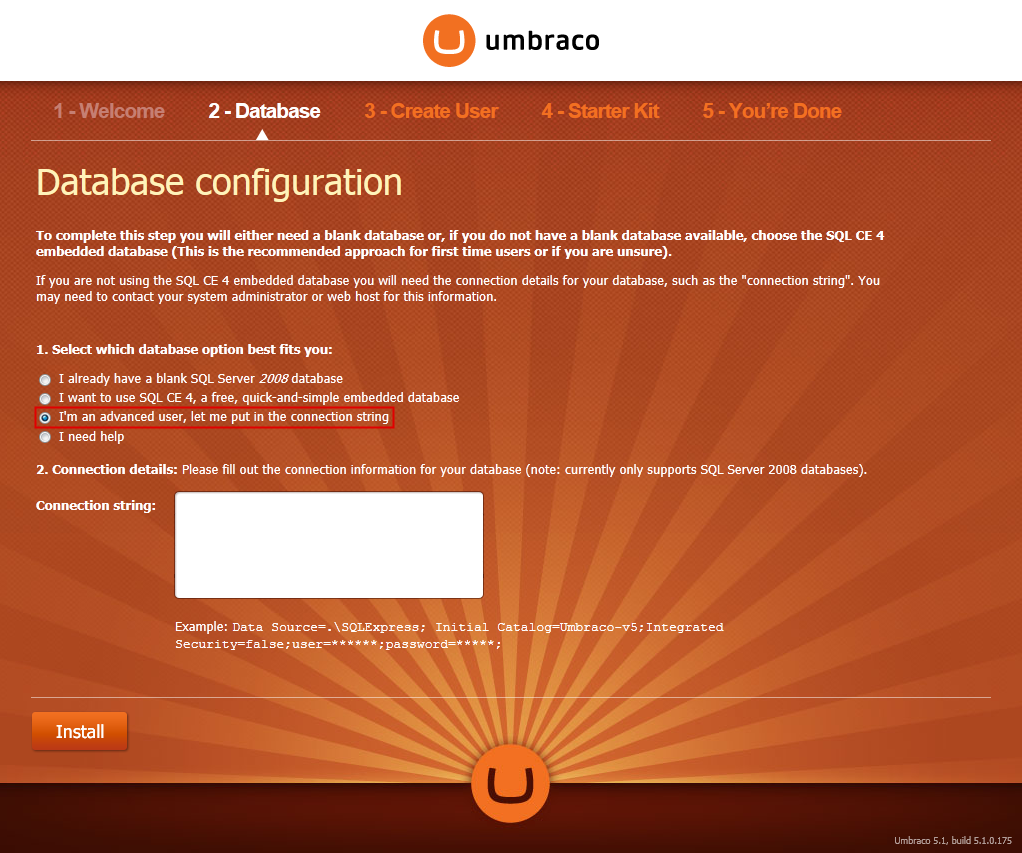 umbraco
1 - Welcome
2 - Database
3 - Create User
4 - Starter Kit
5 - You're Done
Database configuration
To complete this step you will either need a blank database or, if you do not have a blank database available, choose the SQL CE 4
embedded database (This is the recommended approach for first time users or if you are unsure).
If you are not using the SQL CE 4 embedded database you will need the connection details for your database, such as the "connection string". You
may need to contact your system administrator or web host for this information.
1. Select which database option best fits you:
I already have a blank SQL Server 2008 database
I want to use SQL CE 4, a free, quick-and-simple embedded database
I'm an advanced user, let me put in the connection string
I need help
2. Connection details: Please fill out the connection information for your database (note: currently only supports SQL Server 2008 databases).
Connection string:
Example: Data Source=.\SQLExpress; Initial Catalog=Umbraco-v5;Integrated
Security=false;user=******;password=*****;
Install
Umbraco 5.1, build 5.1.0.175